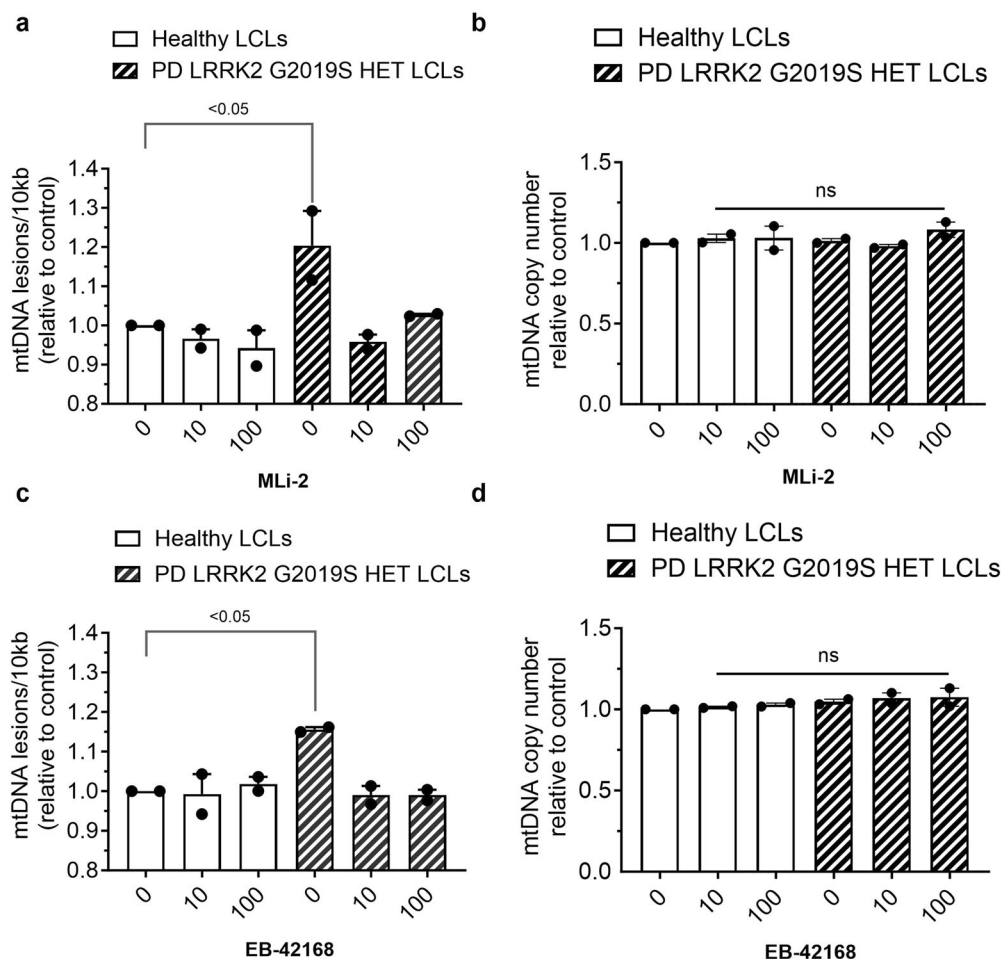 a
Healthy LCLs
PD LRRK2 G2019S HET LCLs
<0.05
mtDNA lesions/10kb
(relative to control)
1.4
1.3
1.2
1.1
1.0
0.9
0.8
0 10 100 0 10 100
MLi-2
b
Healthy LCLs
PD LRRK2 G2019S HET LCLs
ns
mtDNA copy number
relative to control
1.5
1.0
0.5
0.0
0 10 100 0 10 100
MLi-2
c
Healthy LCLs
PD LRRK2 G2019S HET LCLs
<0.05
mtDNA lesions/10kb
(relative to control)
1.4
1.3
1.2
1.1
1.0
0.9
0.8
0 10 100 0 10 100
EB-42168
d
Healthy LCLs
PD LRRK2 G2019S HET LCLs
ns
mtDNA copy number
relative to control
1.5
1.0
0.5
0.0
0 10 100 0 10 100
EB-42168